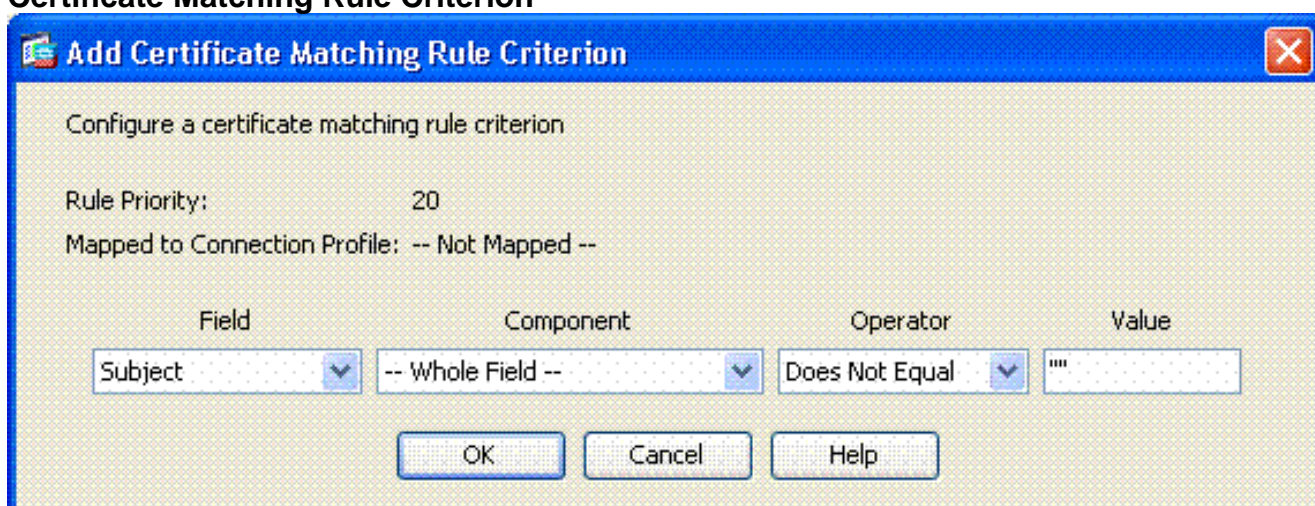 Certificate Matching Rule Criterion
Add Certificate Matching Rule Criterion
Configure a certificate matching rule criterion
Rule Priority: 20
Mapped to Connection Profile: -- Not Mapped --
Field Component Operator Value
Subject -- Whole Field -- Does Not Equal ""
OK Cancel Help